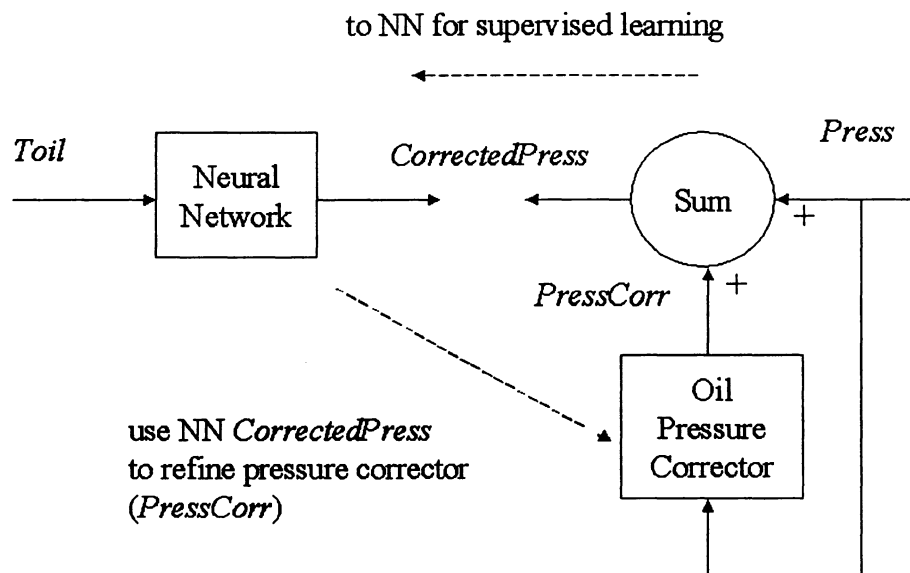 to NN for supervised learning
Toil
Neural
Network
CorrectedPress
Sum
Press
+
PressCorr
+
Oil
Pressure
Corrector
use NN CorrectedPress
to refine pressure corrector
(PressCorr)